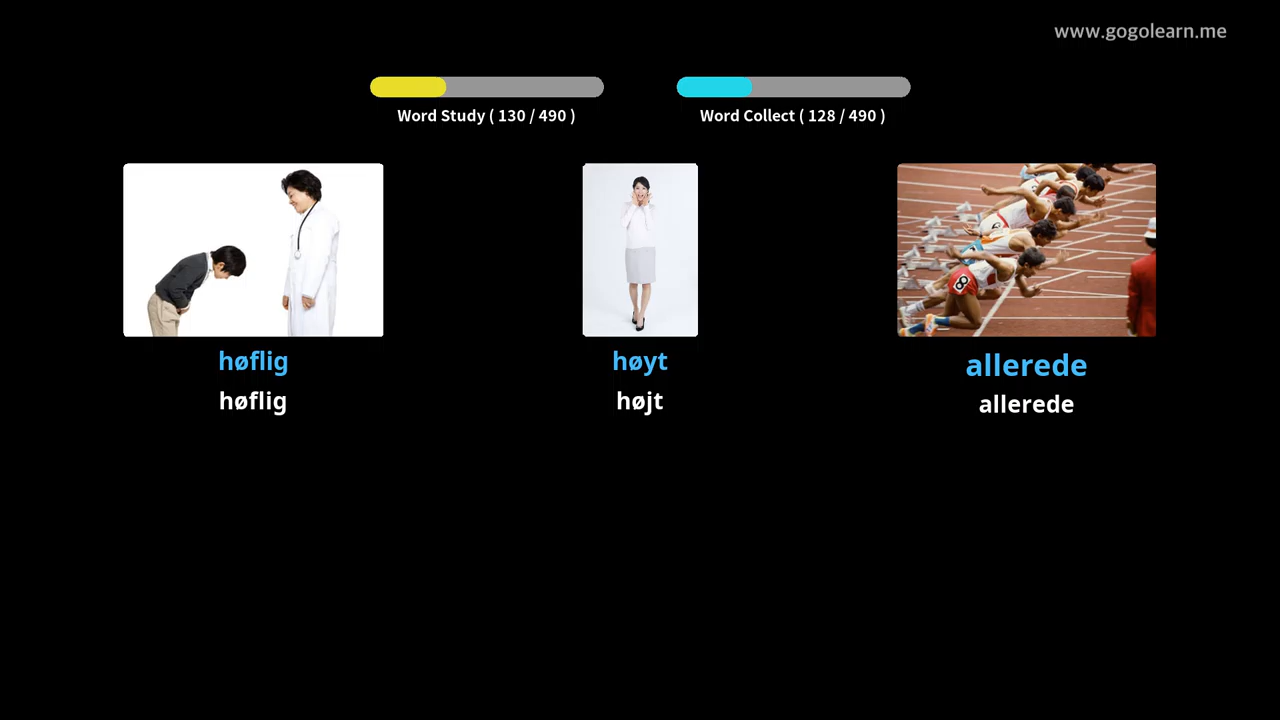 www.gogolearn.me
Word Study ( 130 / 490 )
Word Collect ( 128 / 490 )
høflig
høflig
høyt
højt
allerede
allerede